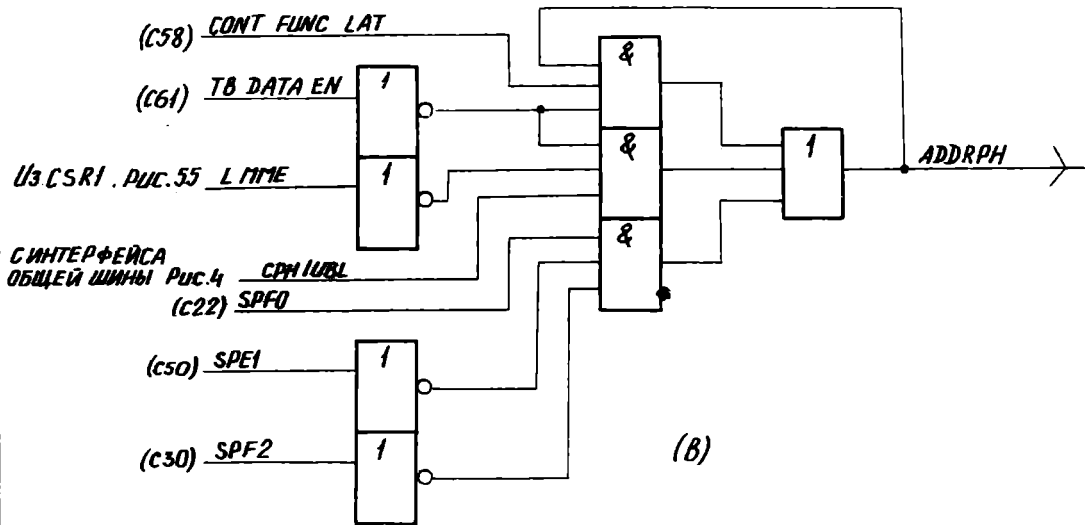 (C58) CONT FUNC LAT
&
(C61) TB DATA EN
1
&
1
Из CSR1. Рис. 55 L MME
1
ADDRPH
С ИНТЕРФЕЙСА
ОБЩЕЙ ШИНЫ Рис.4 CPH/UBL
&
(C22) SPF0
(C50) SPE1
1
(C30) SPF2
1
(В)